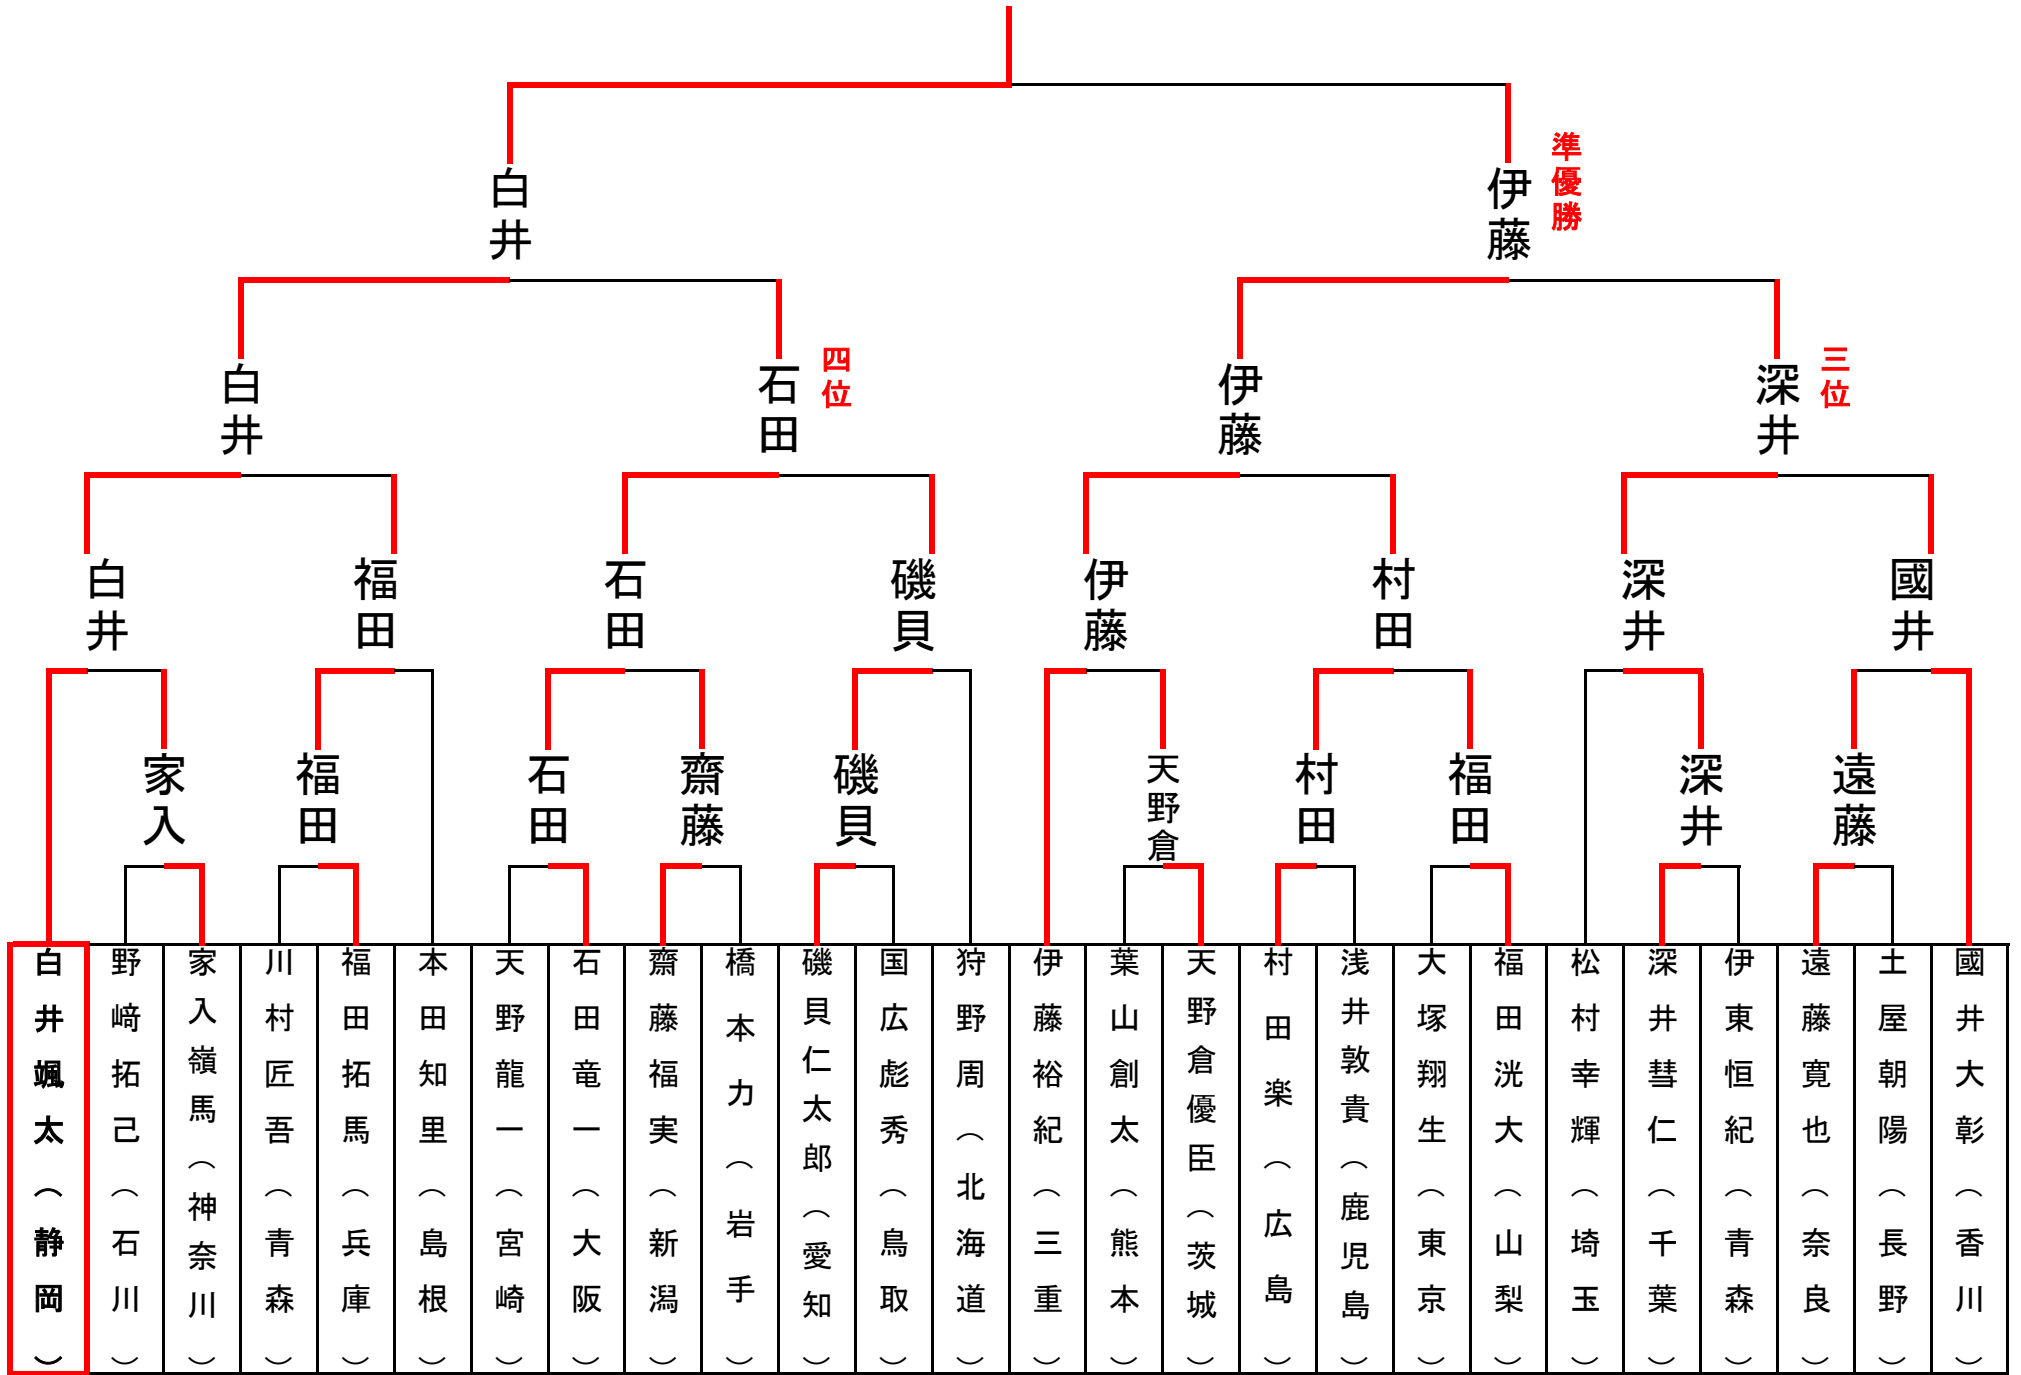 準優勝
白井
伊藤
四位
三位
白井
石田
伊藤
深井
白井
福田
石田
磯貝
伊藤
村田
深井
國井
家入
福田
石田
齋藤
磯貝
天野倉
村田
福田
深井
遠藤
白井颯太（静岡）
野﨑拓己（石川）
家入嶺馬（神奈川）
川村匠吾（青森）
福田拓馬（兵庫）
本田知里（島根）
天野龍一（宮崎）
石田竜一（大阪）
齋藤福実（新潟）
橋本力（岩手）
磯貝仁太郎（愛知）
国広彪秀（鳥取）
狩野周（北海道）
伊藤裕紀（三重）
葉山創太（熊本）
天野倉優臣（茨城）
村田楽（広島）
浅井敦貴（鹿児島）
大塚翔生（東京）
福田洸大（山梨）
松村幸輝（埼玉）
深井彗仁（千葉）
伊東恒紀（青森）
遠藤寛也（奈良）
土屋朝陽（長野）
國井大彰（香川）